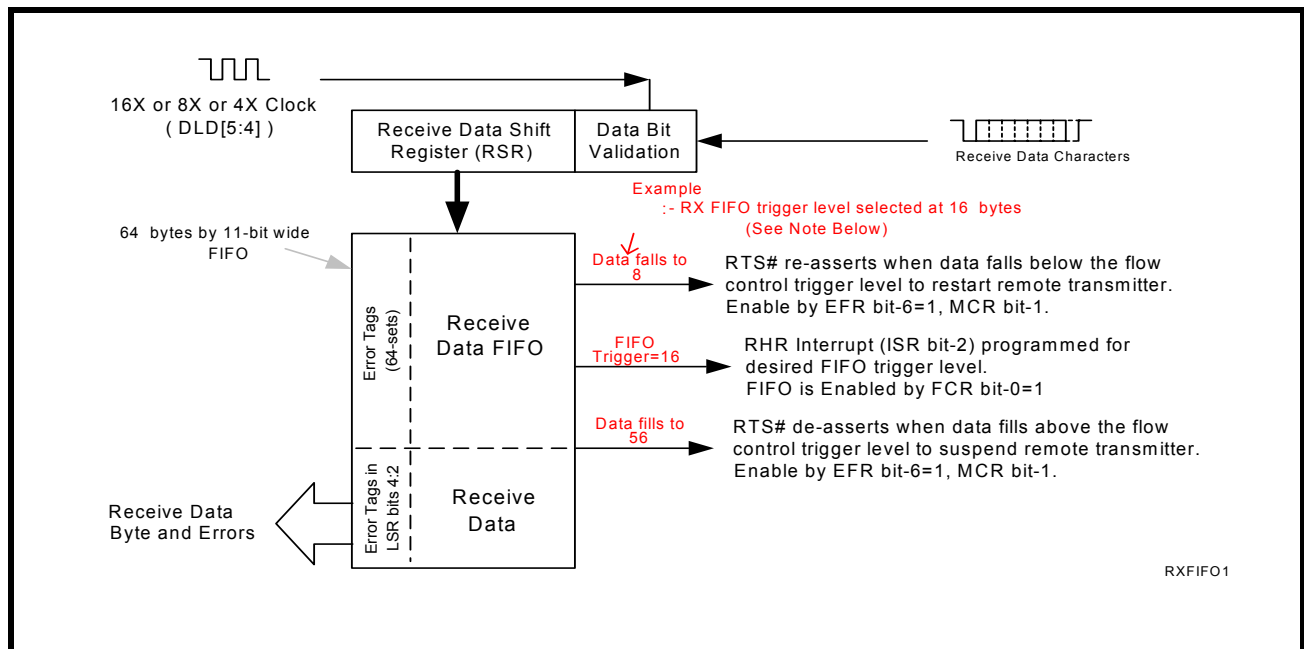 16X or 8X or 4X Clock
( DLD[5:4] )
Receive Data Shift
Register (RSR)
Data Bit
Validation
Receive Data Characters
Example
:- RX FIFO trigger level selected at 16 bytes
(See Note Below)
64 bytes by 11-bit wide
FIFO
Data falls to
8
RTS# re-asserts when data falls below the flow
control trigger level to restart remote transmitter.
Enable by EFR bit-6=1, MCR bit-1.
Error Tags
(64-sets)
Receive
Data FIFO
FIFO
Trigger=16
RHR Interrupt (ISR bit-2) programmed for
desired FIFO trigger level.
FIFO is Enabled by FCR bit-0=1
Data fills to
56
RTS# de-asserts when data fills above the flow
control trigger level to suspend remote transmitter.
Enable by EFR bit-6=1, MCR bit-1.
Error Tags in
LSR bits 4:2
Receive
Data
Receive Data
Byte and Errors
RXFIFO1